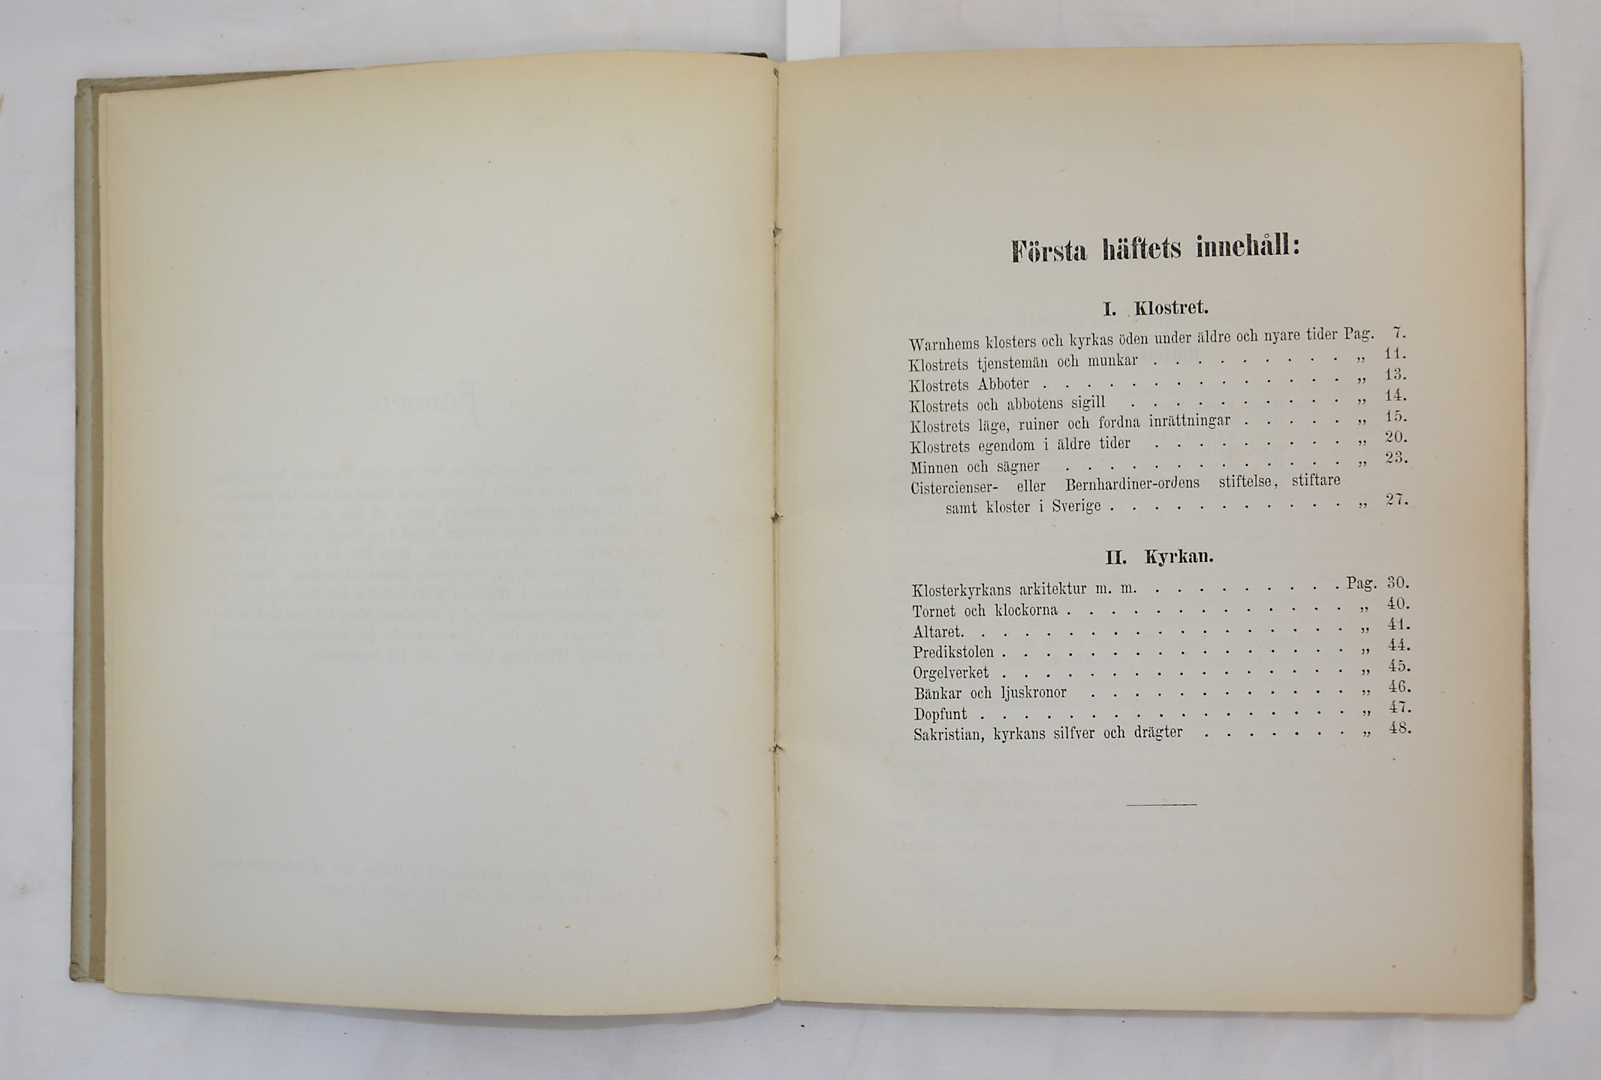 Första häftets innehåll:
I. Klostret.
Warnhems klosters och kyrkas öden under äldre och nyare tider Pag. 7.
Klostrets tjenstemän och munkar . . . . . . . . . „ 11.
Klostrets Abboter . . . . . . . . . . . . . . „ 13.
Klostrets och abbotens sigill . . . . . . . . . . „ 14.
Klostrets läge, ruiner och fordna inrättningar . . . . . „ 15.
Klostrets egendom i äldre tider . . . . . . . . . „ 20.
Minnen och sägner . . . . . . . . . . . . . „ 23.
Cistercienser- eller Bernhardiner-ordens stiftelse, stiftare
samt kloster i Sverige . . . . . . . . . . . „ 27.
II. Kyrkan.
Klosterkyrkans arkitektur m. m. . . . . . . . . . . Pag. 30.
Tornet och klockorna . . . . . . . . . . . . . „ 40.
Altaret. . . . . . . . . . . . . . . . . . . „ 41.
Predikstolen . . . . . . . . . . . . . . . . „ 44.
Orgelverket . . . . . . . . . . . . . . . . „ 45.
Bänkar och ljuskronor . . . . . . . . . . . . „ 46.
Dopfunt . . . . . . . . . . . . . . . . . „ 47.
Sakristian, kyrkans silfver och drägter . . . . . . . „ 48.